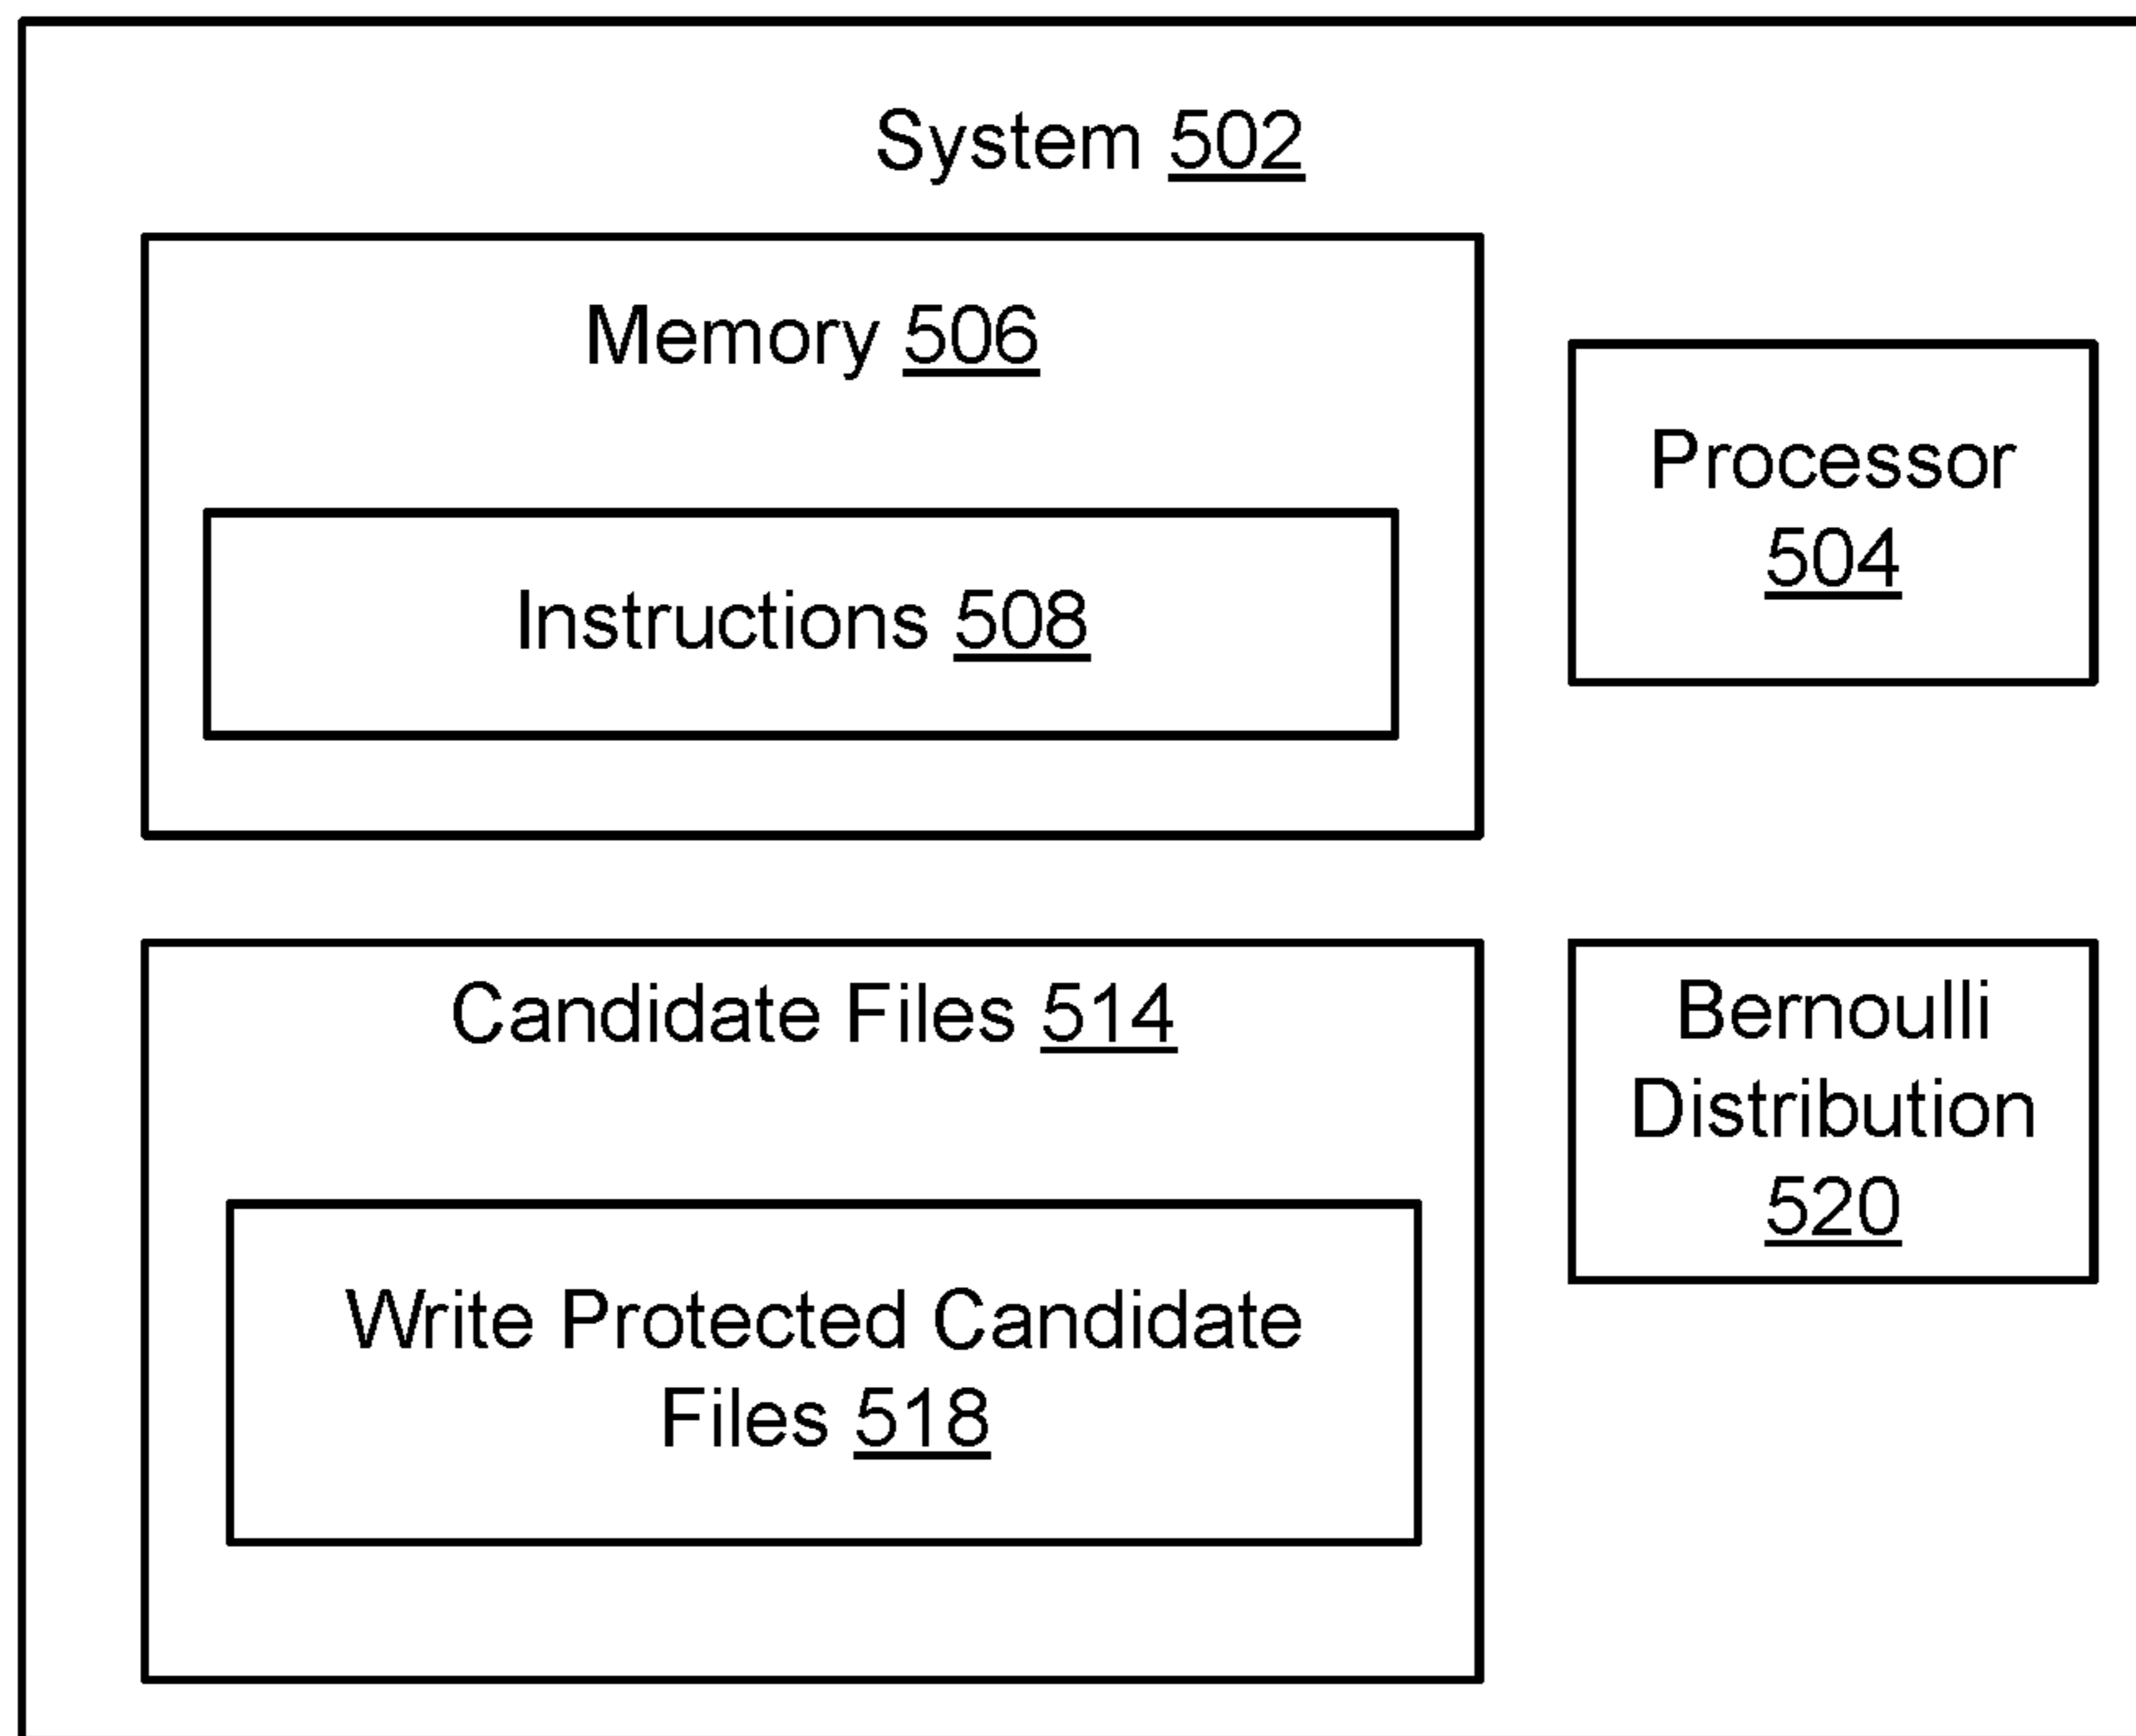 System 502
Memory 506
Instructions 508
Processor
504
Candidate Files 514
Write Protected Candidate
Files 518
Bernoulli
Distribution
520